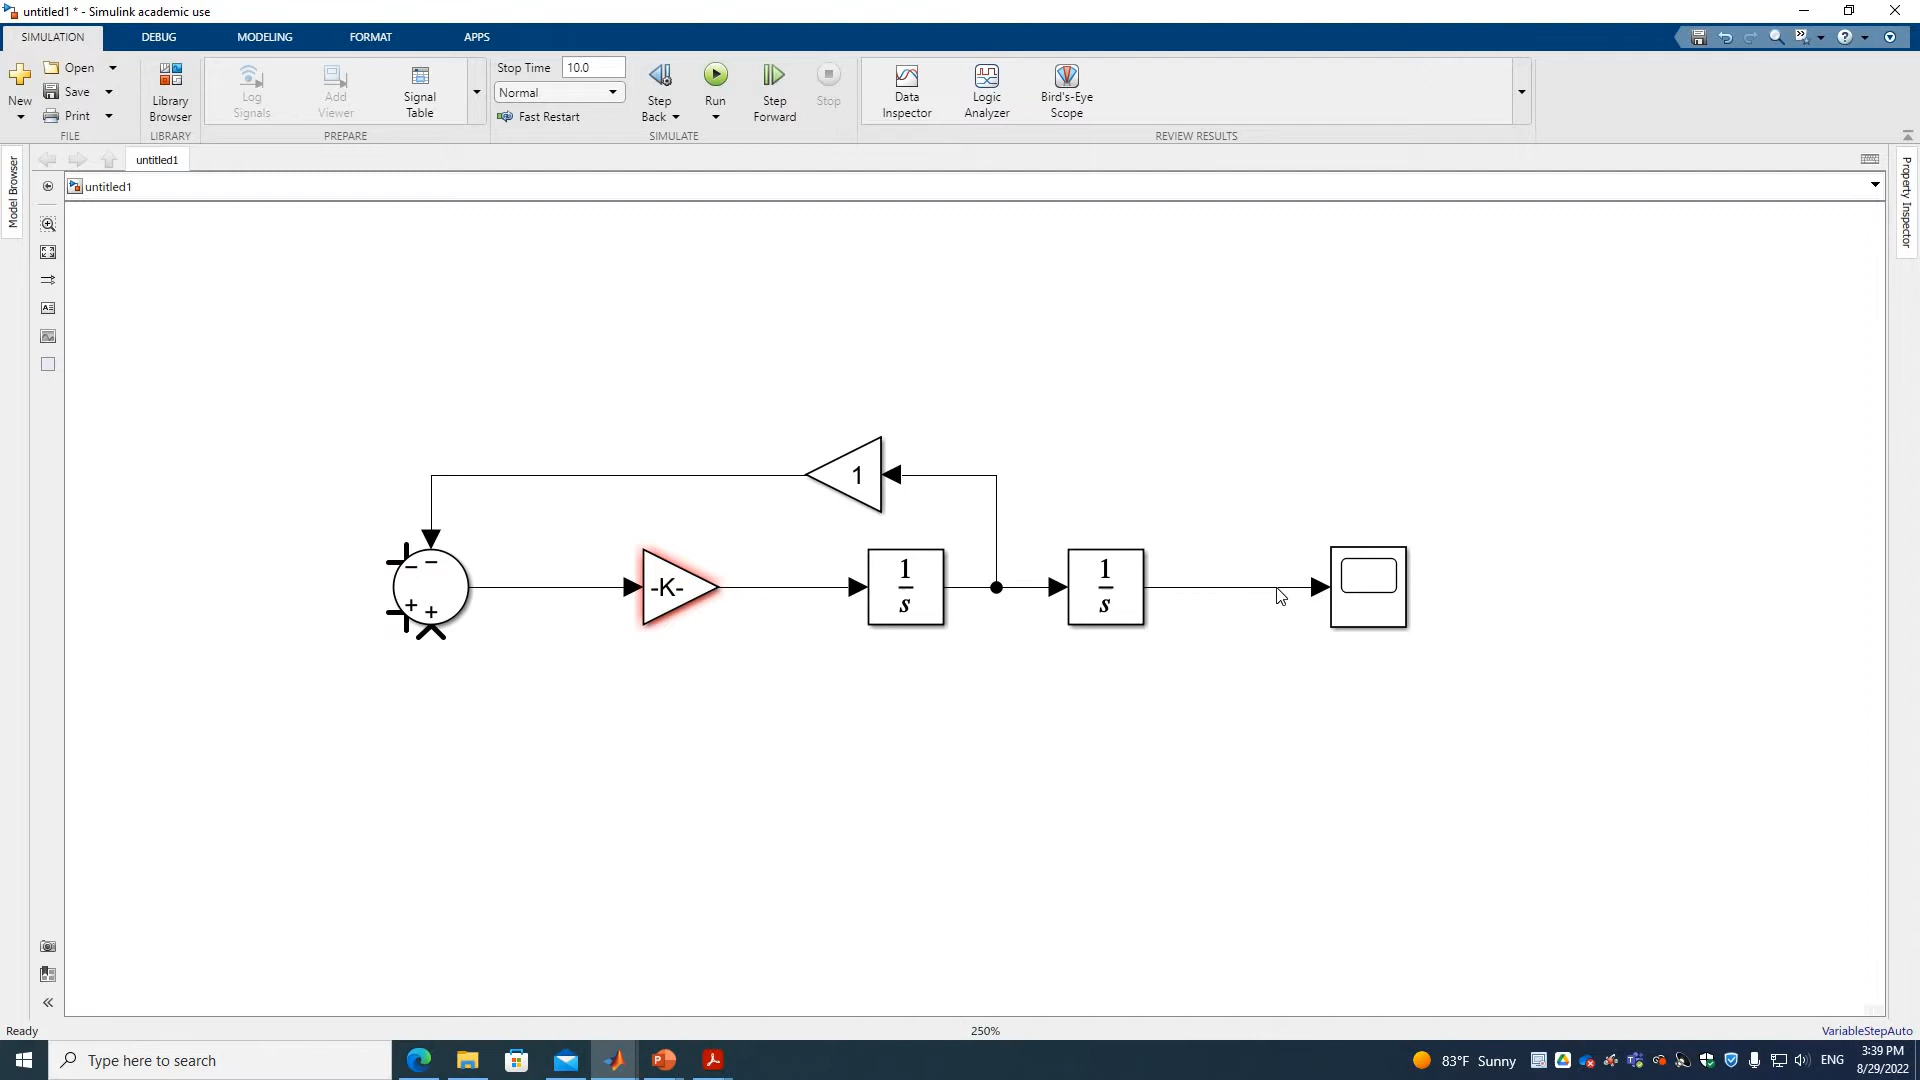 untitled1 * - Simulink academic use
SIMULATION DEBUG MODELING FORMAT APPS
New
Open
Save
Print
FILE
Library Browser
LIBRARY
Log Signals
Add Viewer
Signal Table
PREPARE
Stop Time 10.0
Normal
Fast Restart
Step Back
Run
Step Forward
Stop
SIMULATE
Data Inspector
Logic Analyzer
Bird's-Eye Scope
REVIEW RESULTS
Model Browser
untitled1
untitled1
Property Inspector
1
− −
+ +
-K-
1
s
1
s
Ready
250%
VariableStepAuto
Type here to search
83°F Sunny
ENG
3:39 PM
8/29/2022